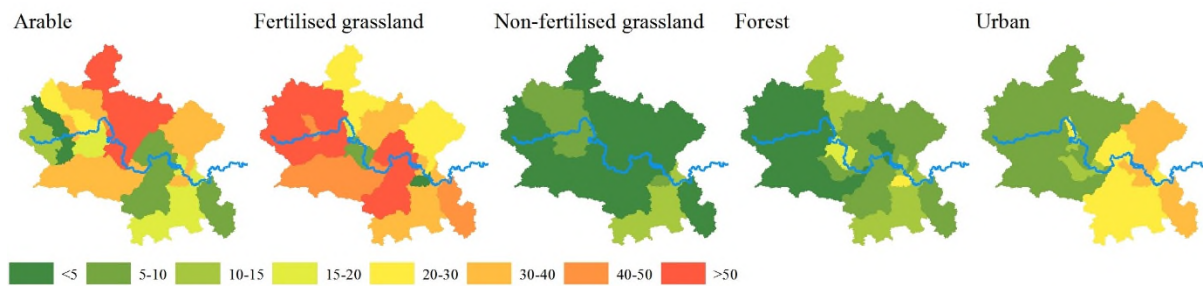 Arable Fertilised grassland Non-fertilised grassland Forest Urban
<5 5-10 10-15 15-20 20-30 30-40 40-50 >50